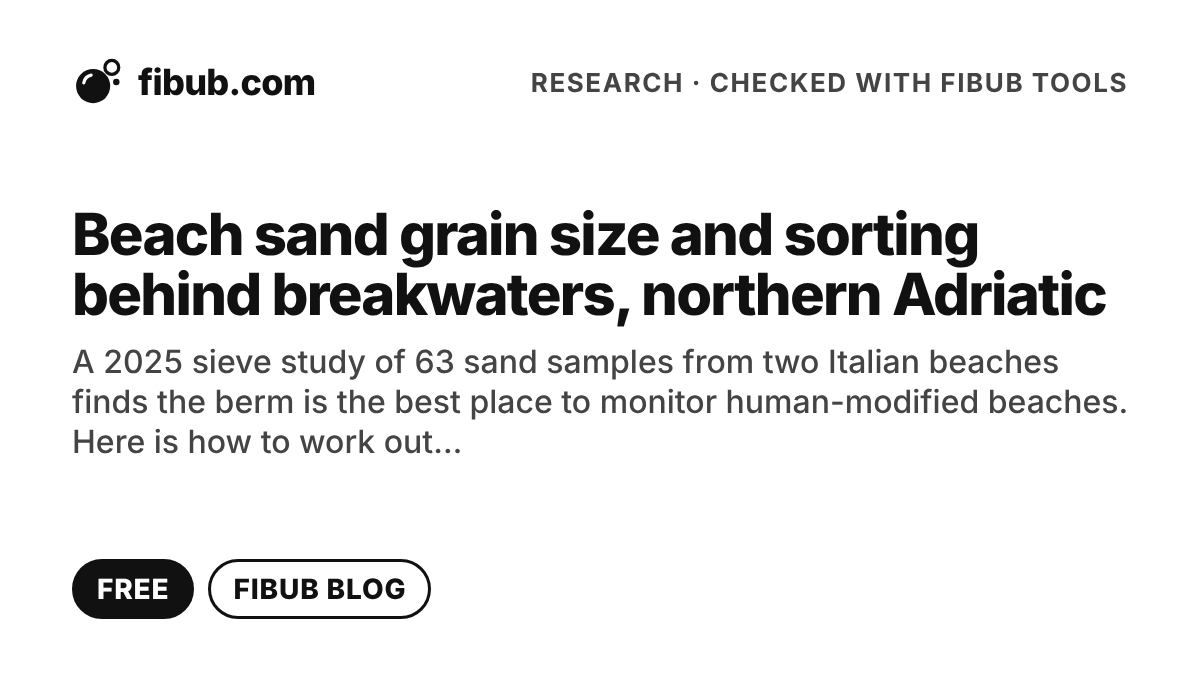 fibub.com
RESEARCH · CHECKED WITH FIBUB TOOLS
Beach sand grain size and sorting
behind breakwaters, northern Adriatic
A 2025 sieve study of 63 sand samples from two Italian beaches
finds the berm is the best place to monitor human-modified beaches.
Here is how to work out…
FREE
FIBUB BLOG